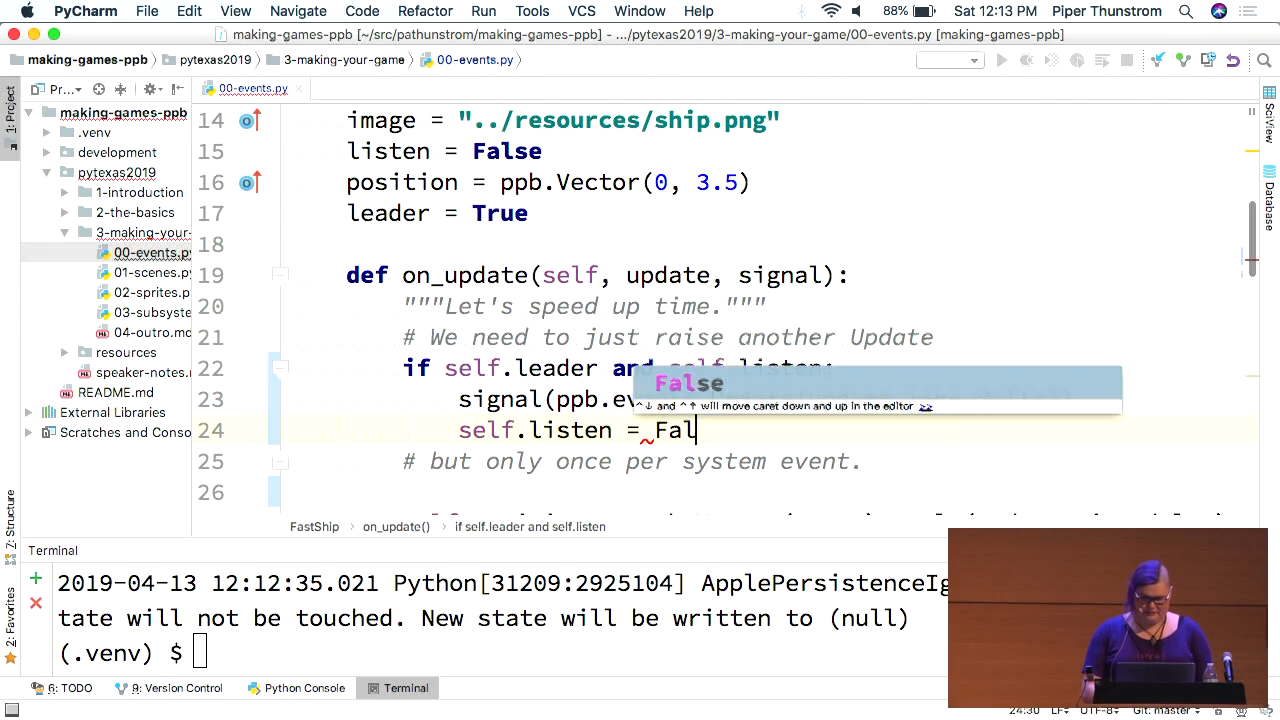 PyCharm File Edit View Navigate Code Refactor Run Tools VCS Window Help 88% Sat 12:13 PM Piper Thunstrom
making-games-ppb [~/src/pathunstrom/making-games-ppb] - .../pytexas2019/3-making-your-game/00-events.py [making-games-ppb]
making-games-ppb pytexas2019 3-making-your-game 00-events.py
1: Project
Pr...
00-events.py
making-games-ppb
.venv
development
pytexas2019
1-introduction
2-the-basics
3-making-your-
00-events.py
01-scenes.py
02-sprites.p
03-subsyste
04-outro.md
resources
speaker-notes.
README.md
External Libraries
Scratches and Conso
14 image = "../resources/ship.png"
15 listen = False
16 position = ppb.Vector(0, 3.5)
17 leader = True
18
19 def on_update(self, update, signal):
20 """Let's speed up time."""
21 # We need to just raise another Update
22 if self.leader and self.listen:
False
23 signal(ppb.ev
^↓ and ^↑ will move caret down and up in the editor >>
24 self.listen = Fal
25 # but only once per system event.
26
FastShip > on_update() > if self.leader and self.listen
SciView
Database
Z: Structure
2: Favorites
Terminal
2019-04-13 12:12:35.021 Python[31209:2925104] ApplePersistenceIg
tate will not be touched. New state will be written to (null)
(.venv) $
6: TODO 9: Version Control Python Console Terminal
24:30 LF UTF-8 Git: master